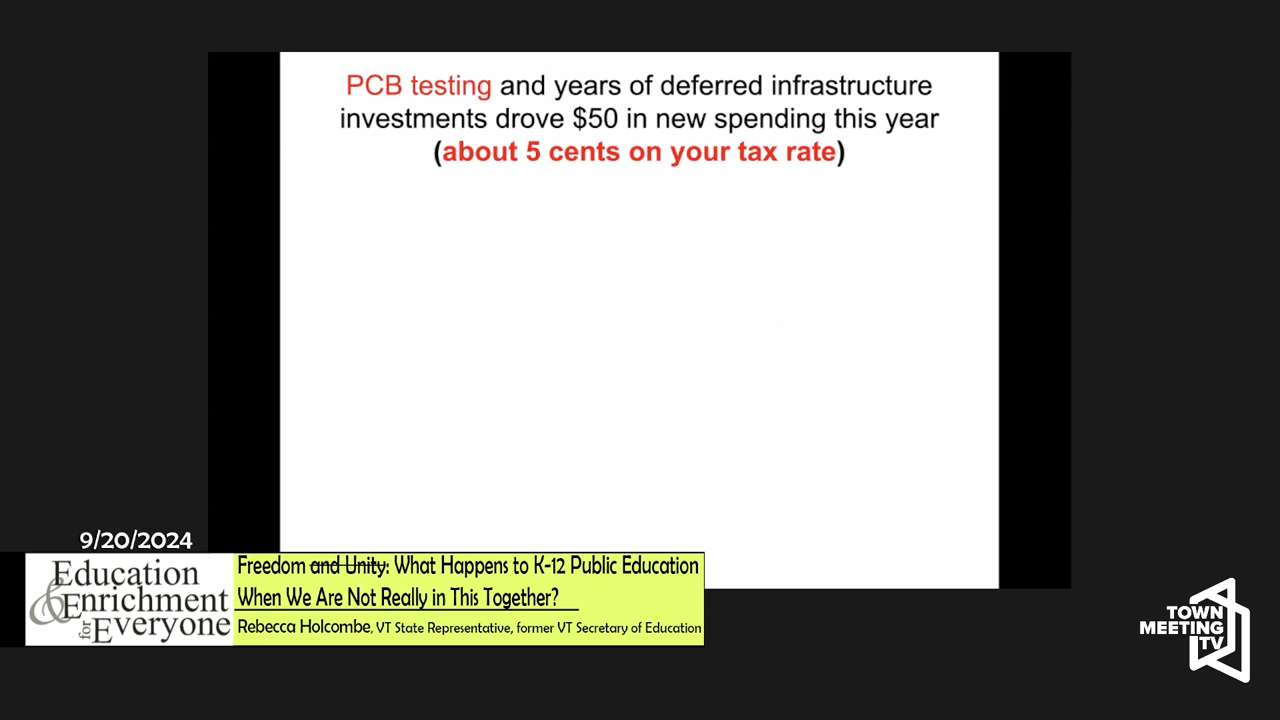 PCB testing and years of deferred infrastructure
investments drove $50 in new spending this year
(about 5 cents on your tax rate)
9/20/2024
Education
& Enrichment
for Everyone
Freedom and Unity: What Happens to K-12 Public Education
When We Are Not Really in This Together?
Rebecca Holcombe, VT State Representative, former VT Secretary of Education
TOWN
MEETING
TV